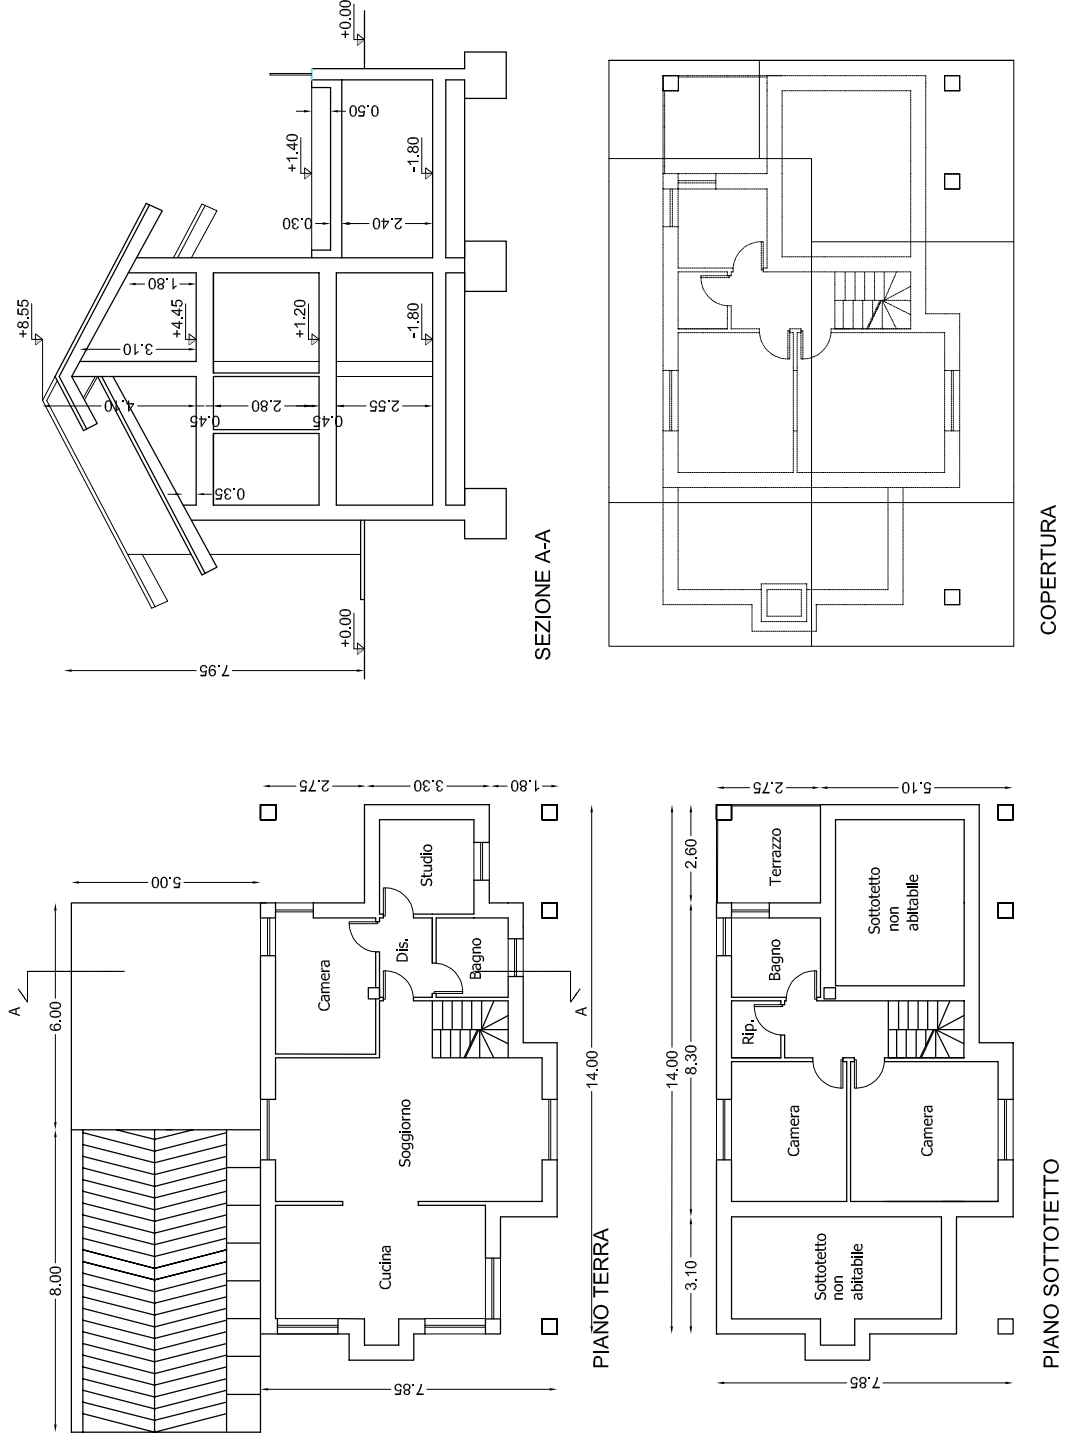 +0.00
0.50
+1.40
-1.80
0.30
2.40
1.80
+8.55
+4.45
+1.20
-1.80
3.10
4.10
0.45
2.80
0.45
2.55
0.35
+0.00
7.95
SEZIONE A-A
COPERTURA
2.75
3.30
1.80
5.00
6.00
8.00
A
A
Studio
Camera
Dis.
Bagno
Soggiorno
Cucina
14.00
7.85
PIANO TERRA
2.75
5.10
2.60
14.00
8.30
3.10
Terrazzo
Sottotetto
non
abitabile
Bagno
Rip.
Camera
Camera
Sottotetto
non
abitabile
7.85
PIANO SOTTOTETTO